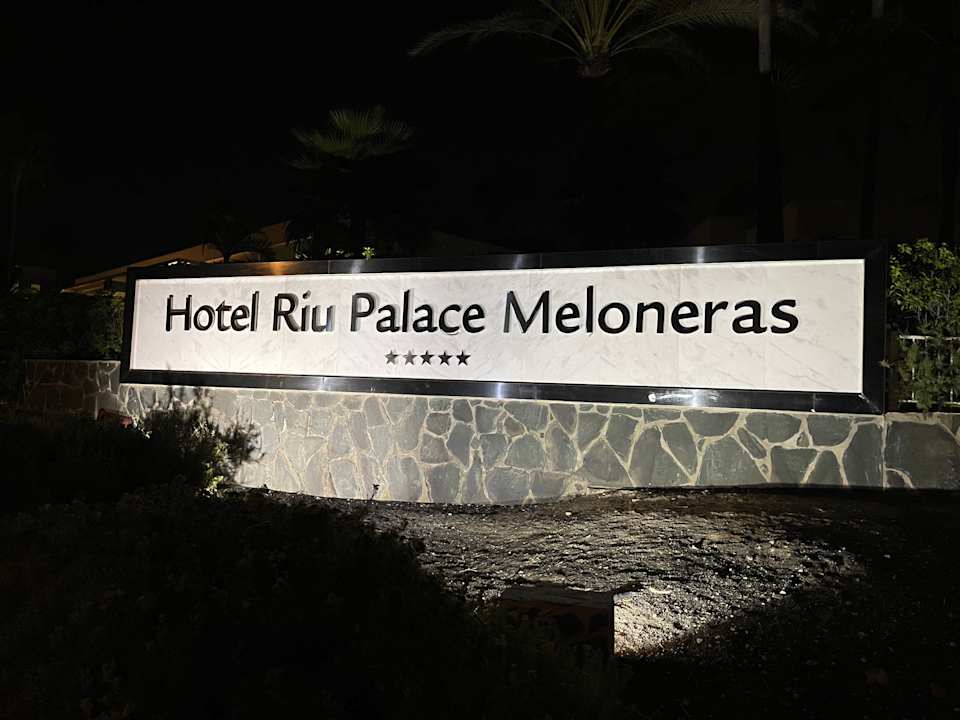 Hotel Riu Palace Meloneras
★★★★★